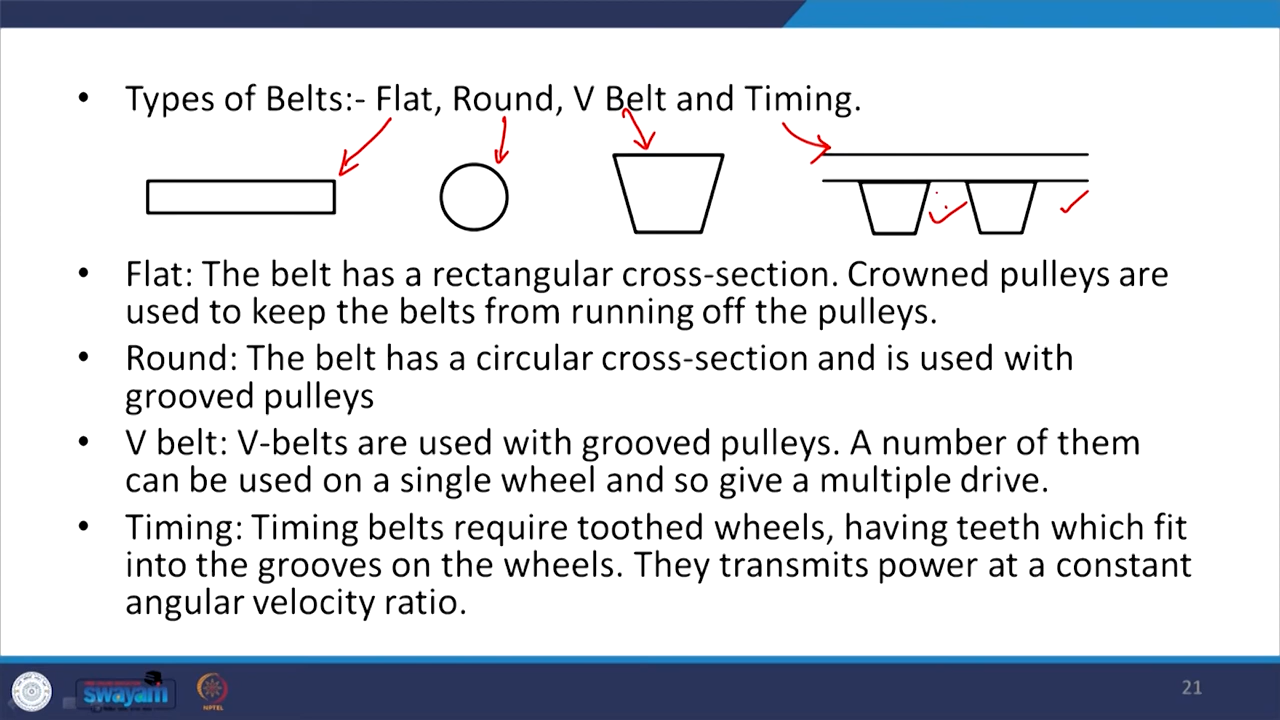 • Types of Belts:- Flat, Round, V Belt and Timing.
• Flat: The belt has a rectangular cross-section. Crowned pulleys are
used to keep the belts from running off the pulleys.
• Round: The belt has a circular cross-section and is used with
grooved pulleys
• V belt: V-belts are used with grooved pulleys. A number of them
can be used on a single wheel and so give a multiple drive.
• Timing: Timing belts require toothed wheels, having teeth which fit
into the grooves on the wheels. They transmits power at a constant
angular velocity ratio.
swayam
NPTEL
21